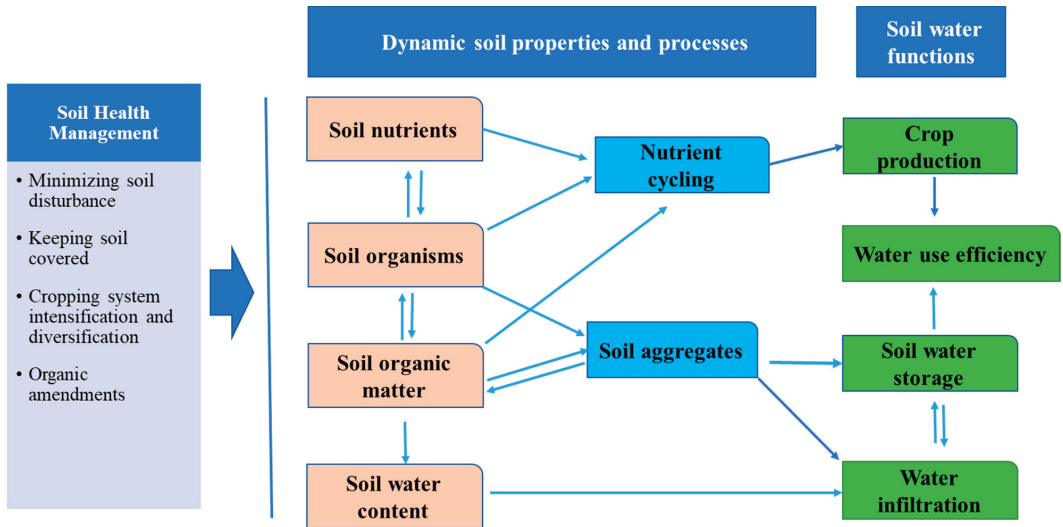 Dynamic soil properties and processes
Soil water
functions
Soil Health
Management
• Minimizing soil
disturbance
• Keeping soil
covered
• Cropping system
intensification and
diversification
• Organic
amendments
Soil nutrients
Soil organisms
Soil organic
matter
Soil water
content
Nutrient
cycling
Soil aggregates
Crop
production
Water use efficiency
Soil water
storage
Water
infiltration